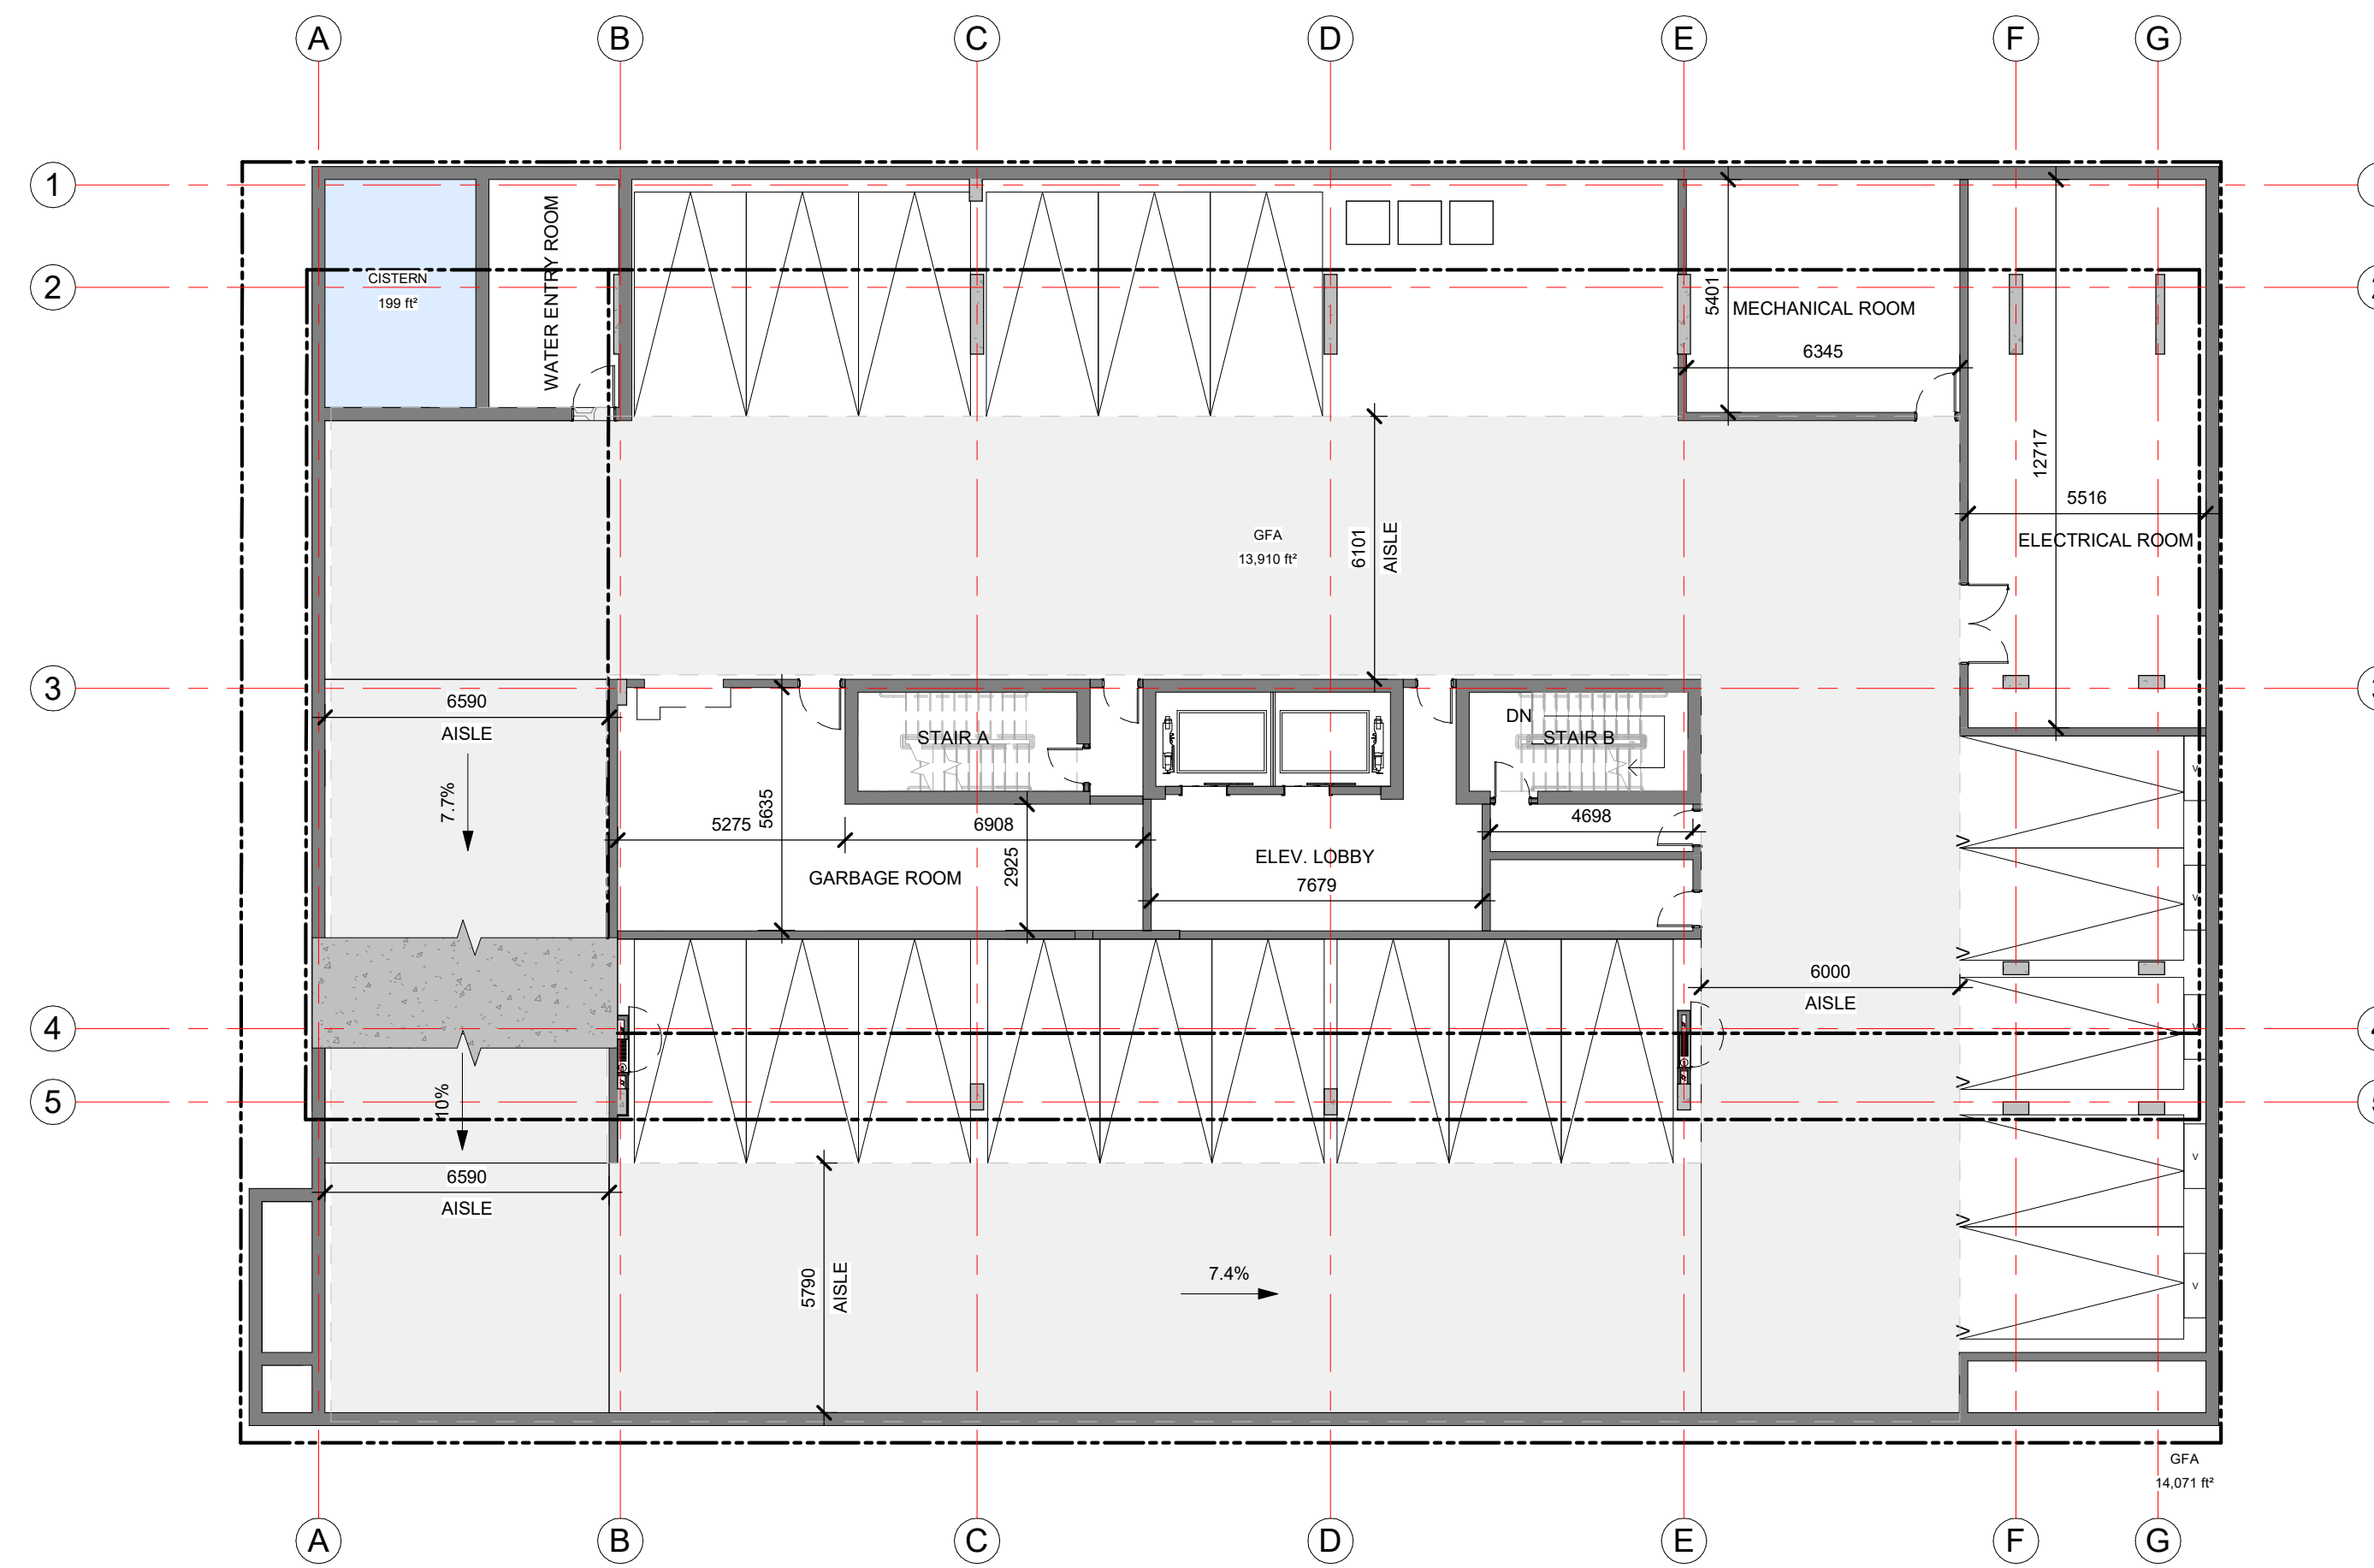 A B C D E F G
1
CISTERN
199 ft²
WATER ENTRY ROOM
2
5401
MECHANICAL ROOM
6345
12717
5516
ELECTRICAL ROOM
GFA
13,910 ft²
6101
AISLE
3
6590
AISLE
7.7%
STAIR A
DN
STAIR B
5275
5635
6908
2925
GARBAGE ROOM
ELEV. LOBBY
7679
4698
V
V
6000
AISLE
V
4
10%
5
6590
AISLE
V
5790
AISLE
7.4%
V
GFA
14,071 ft²
A B C D E F G